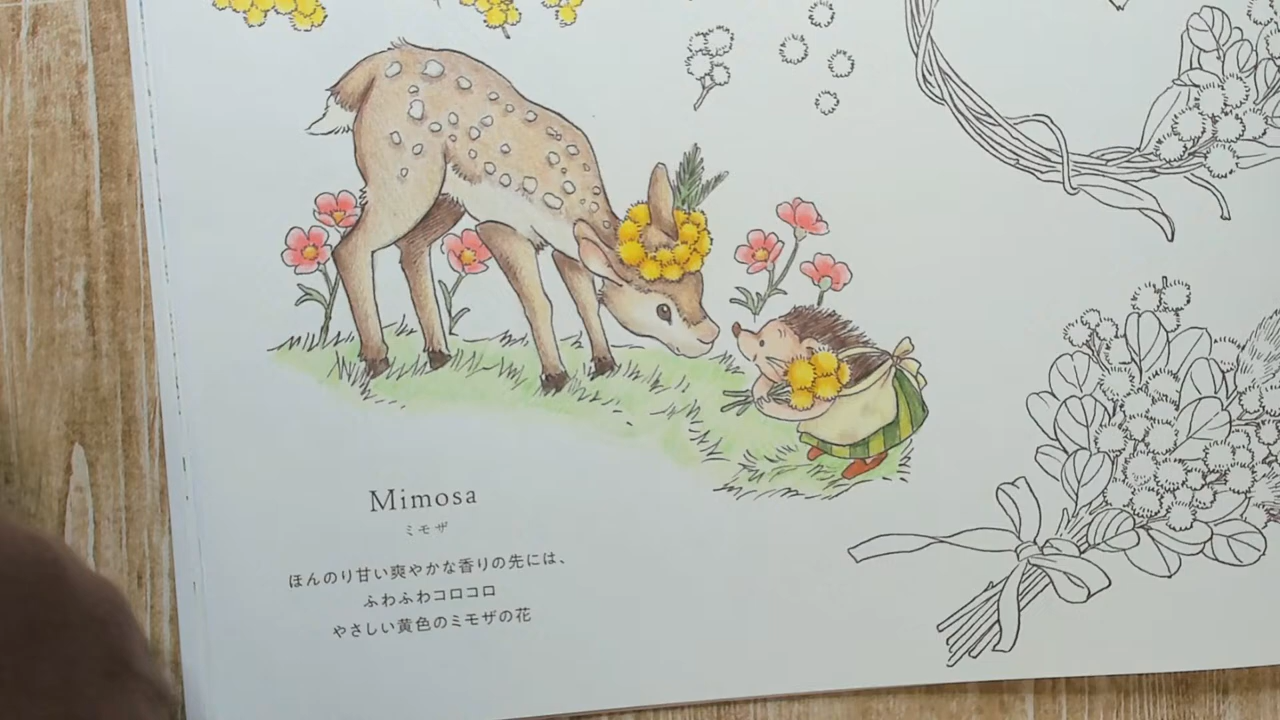 Mimosa
ミモザ
ほんのり甘い爽やかな香りの先には、
ふわふわコロコロ
やさしい黄色のミモザの花